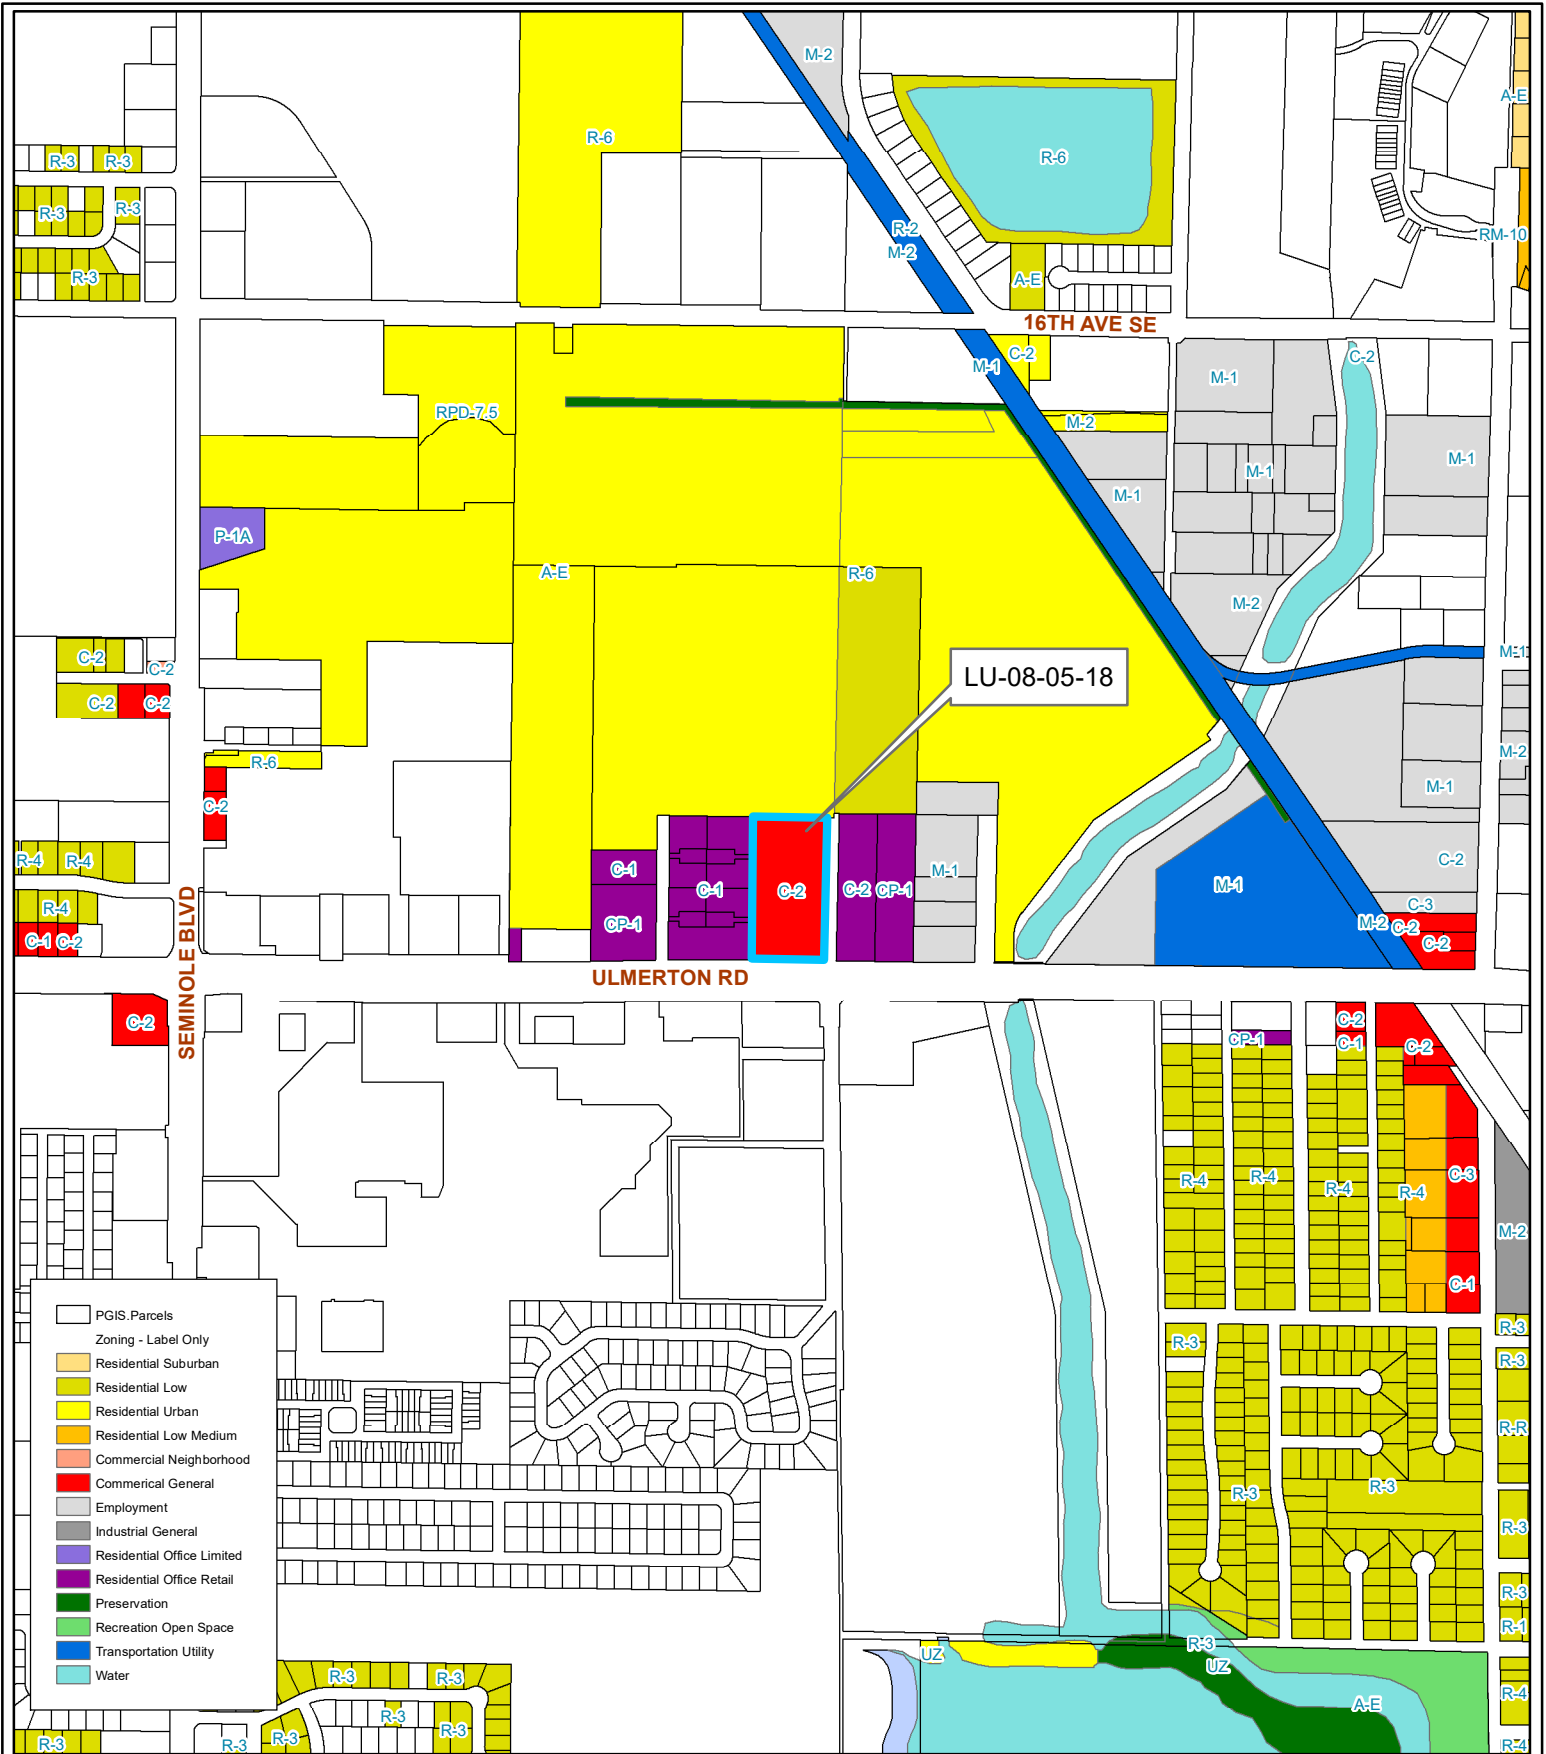 M-2
A-E
R-6
R-6
R-3
R-3
R-3
R-3
R-2
M-2
RM-10
R-3
A-E
16TH AVE SE
C-2
C-2
M-1
M-1
RPD-7.5
M-2
M-1
M-1
M-1
P-1A
A-E
R-6
M-2
C-2
C-2
M-1
LU-08-05-18
C-2
C-2
M-2
R-6
M-1
C-2
R-4
R-4
C-2
C-1
M-1
C-1
C-2
C-2
CP-1
M-1
C-3
R-4
CP-1
M-2
C-2
C-1
C-2
C-2
SEMINOLE BLVD
ULMERTON RD
C-2
C-2
CP-1
C-1
C-2
R-4
R-4
R-4
R-4
C-3
M-2
C-1
PGIS.Parcels
Zoning - Label Only
Residential Suburban
Residential Low
Residential Urban
Residential Low Medium
Commercial Neighborhood
Commerical General
Employment
Industrial General
Residential Office Limited
Residential Office Retail
Preservation
Recreation Open Space
Transportation Utility
Water
R-3
R-3
R-3
R-R
R-3
R-3
R-3
R-3
R-1
R-3
UZ
UZ
R-3
R-3
R-4
A-E
R-3
R-3
R-3
R-3
R-3
R-4